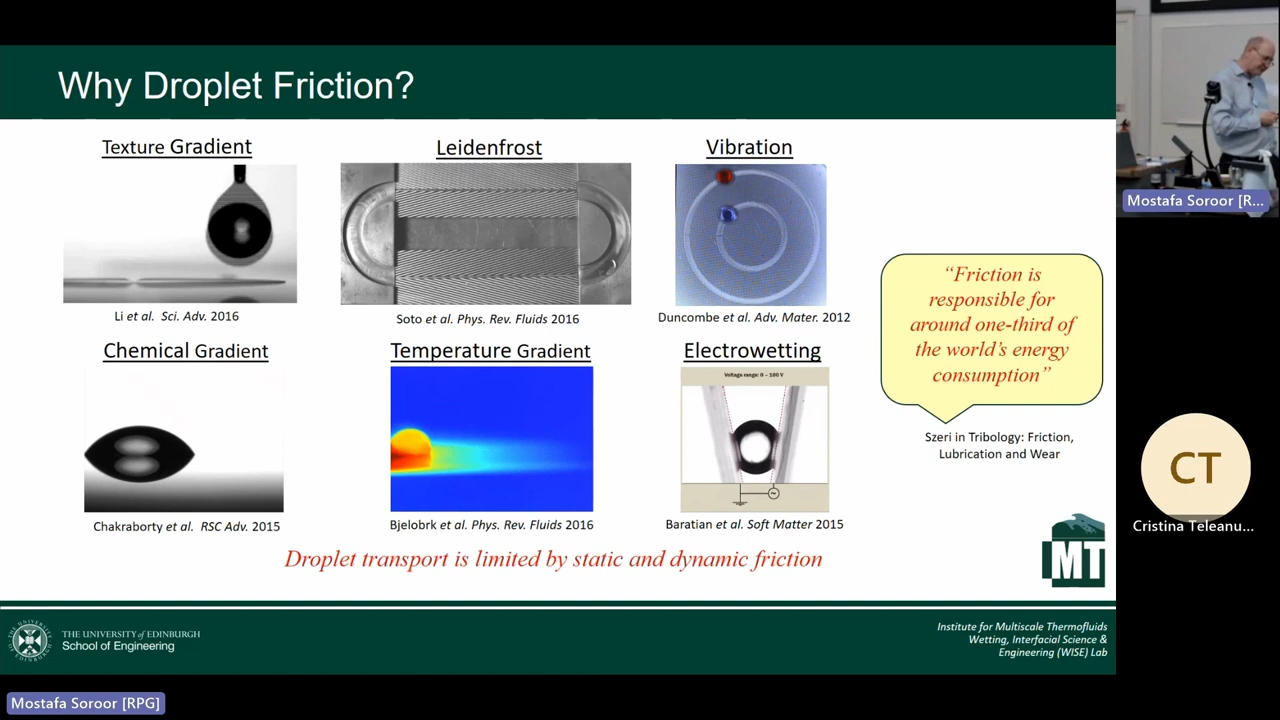 Why Droplet Friction?
Texture Gradient
Leidenfrost
Vibration
Li et al. Sci. Adv. 2016
Soto et al. Phys. Rev. Fluids 2016
Duncombe et al. Adv. Mater. 2012
Chemical Gradient
Temperature Gradient
Electrowetting
Voltage range: 0 – 180 V
Chakraborty et al. RSC Adv. 2015
Bjelobrk et al. Phys. Rev. Fluids 2016
Baratian et al. Soft Matter 2015
Droplet transport is limited by static and dynamic friction
“Friction is
responsible for
around one-third of
the world’s energy
consumption”
Szeri in Tribology: Friction,
Lubrication and Wear
MT
THE UNIVERSITY of EDINBURGH
School of Engineering
Institute for Multiscale Thermofluids
Wetting, Interfacial Science &
Engineering (WISE) Lab
Mostafa Soroor [R...
CT
Cristina Teleanu...
Mostafa Soroor [RPG]